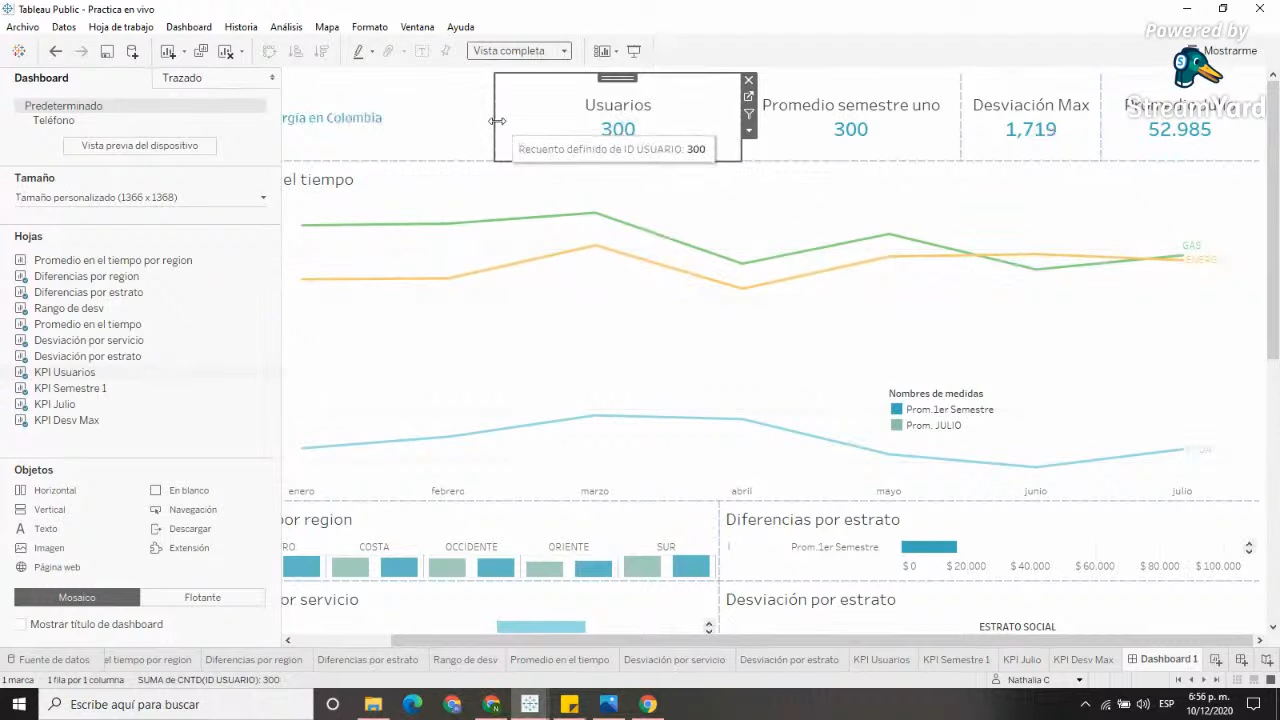 Tableau Public - Practica en vivo
Archivo Datos Hoja de trabajo Dashboard Historia Análisis Mapa Formato Ventana Ayuda
Powered by
StreamYard
Vista completa
Mostrarme
Dashboard Trazado
Predeterminado
Teléfono
Vista previa del dispositivo
Tamaño
Tamaño personalizado (1366 x 1368)
Hojas
Promedio en el tiempo por region
Diferencias por region
Diferencias por estrato
Rango de desv
Promedio en el tiempo
Desviación por servicio
Desviación por estrato
KPI Usuarios
KPI Semestre 1
KPI Julio
KPI Desv Max
Objetos
Horizontal En blanco
Vertical Navegación
Texto Descargar
Imagen Extensión
Página web
Mosaico Flotante
Mostrar título de dashboard
rgía en Colombia
Usuarios
300
Recuento definido de ID USUARIO: 300
Promedio semestre uno
300
Desviación Max
1,719
Promedio Julio
52.985
el tiempo
GAS
Nombres de medidas
Prom.1er Semestre
Prom. JULIO
enero febrero marzo abril mayo junio julio
por region
RO COSTA OCCIDENTE ORIENTE SUR
Diferencias por estrato
I Prom.1er Semestre
$ 0 $ 20.000 $ 40.000 $ 60.000 $ 80.000 $ 100.000
or servicio
Desviación por estrato
ESTRATO SOCIAL
Fuente de datos el tiempo por region Diferencias por region Diferencias por estrato Rango de desv Promedio en el tiempo Desviación por servicio Desviación por estrato KPI Usuarios KPI Semestre 1 KPI Julio KPI Desv Max Dashboard 1
1 marca 1 fila por 1 columna SUMA de CNTD(ID USUARIO): 300
Nathalia C
Escribe aquí para buscar
ESP
6:56 p. m.
10/12/2020